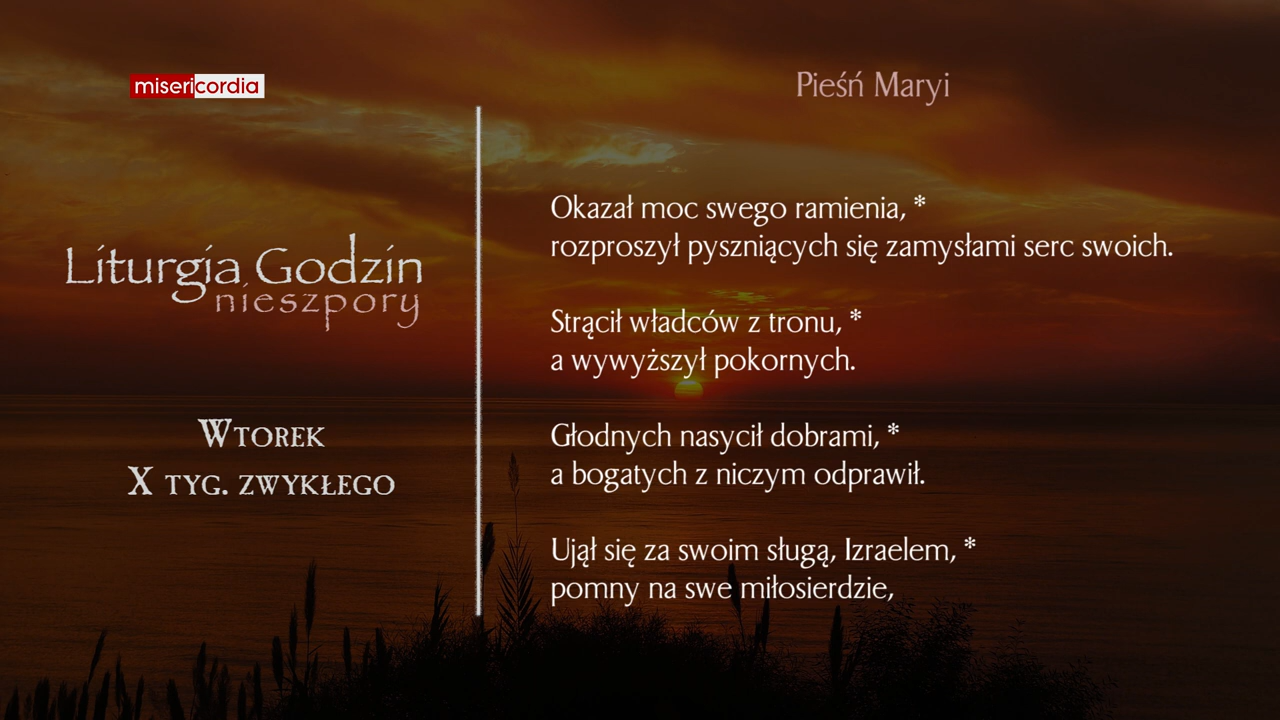 misericordia
Liturgia Godzin
nieszpory
Wtorek
X tyg. zwykłego
Pieśń Maryi
Okazał moc swego ramienia, *
rozproszył pyszniących się zamysłami serc swoich.
Strącił władców z tronu, *
a wywyższył pokornych.
Głodnych nasycił dobrami, *
a bogatych z niczym odprawił.
Ujął się za swoim sługą, Izraelem, *
pomny na swe miłosierdzie,